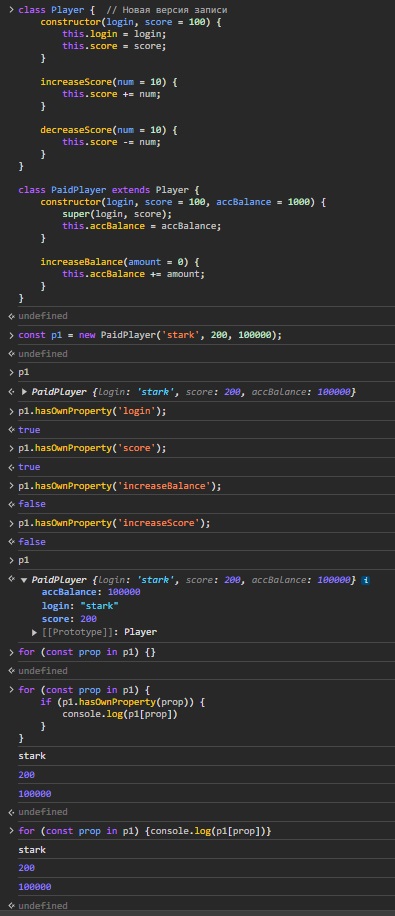 class Player {  // Новая версия записи
    constructor(login, score = 100) {
        this.login = login;
        this.score = score;
    }

    increaseScore(num = 10) {
        this.score += num;
    }

    decreaseScore(num = 10) {
        this.score -= num;
    }
}

class PaidPlayer extends Player {
    constructor(login, score = 100, accBalance = 1000) {
        super(login, score);
        this.accBalance = accBalance;
    }

    increaseBalance(amount = 0) {
        this.accBalance += amount;
    }
}
undefined
const p1 = new PaidPlayer('stark', 200, 100000);
undefined
p1
PaidPlayer {login: 'stark', score: 200, accBalance: 100000}
p1.hasOwnProperty('login');
true
p1.hasOwnProperty('score');
true
p1.hasOwnProperty('increaseBalance');
false
p1.hasOwnProperty('increaseScore');
false
p1
PaidPlayer {login: 'stark', score: 200, accBalance: 100000} i
accBalance: 100000
login: "stark"
score: 200
[[Prototype]]: Player
for (const prop in p1) {}
undefined
for (const prop in p1) {
    if (p1.hasOwnProperty(prop)) {
        console.log(p1[prop])
    }
}
stark
200
100000
undefined
for (const prop in p1) {console.log(p1[prop])}
stark
200
100000
undefined